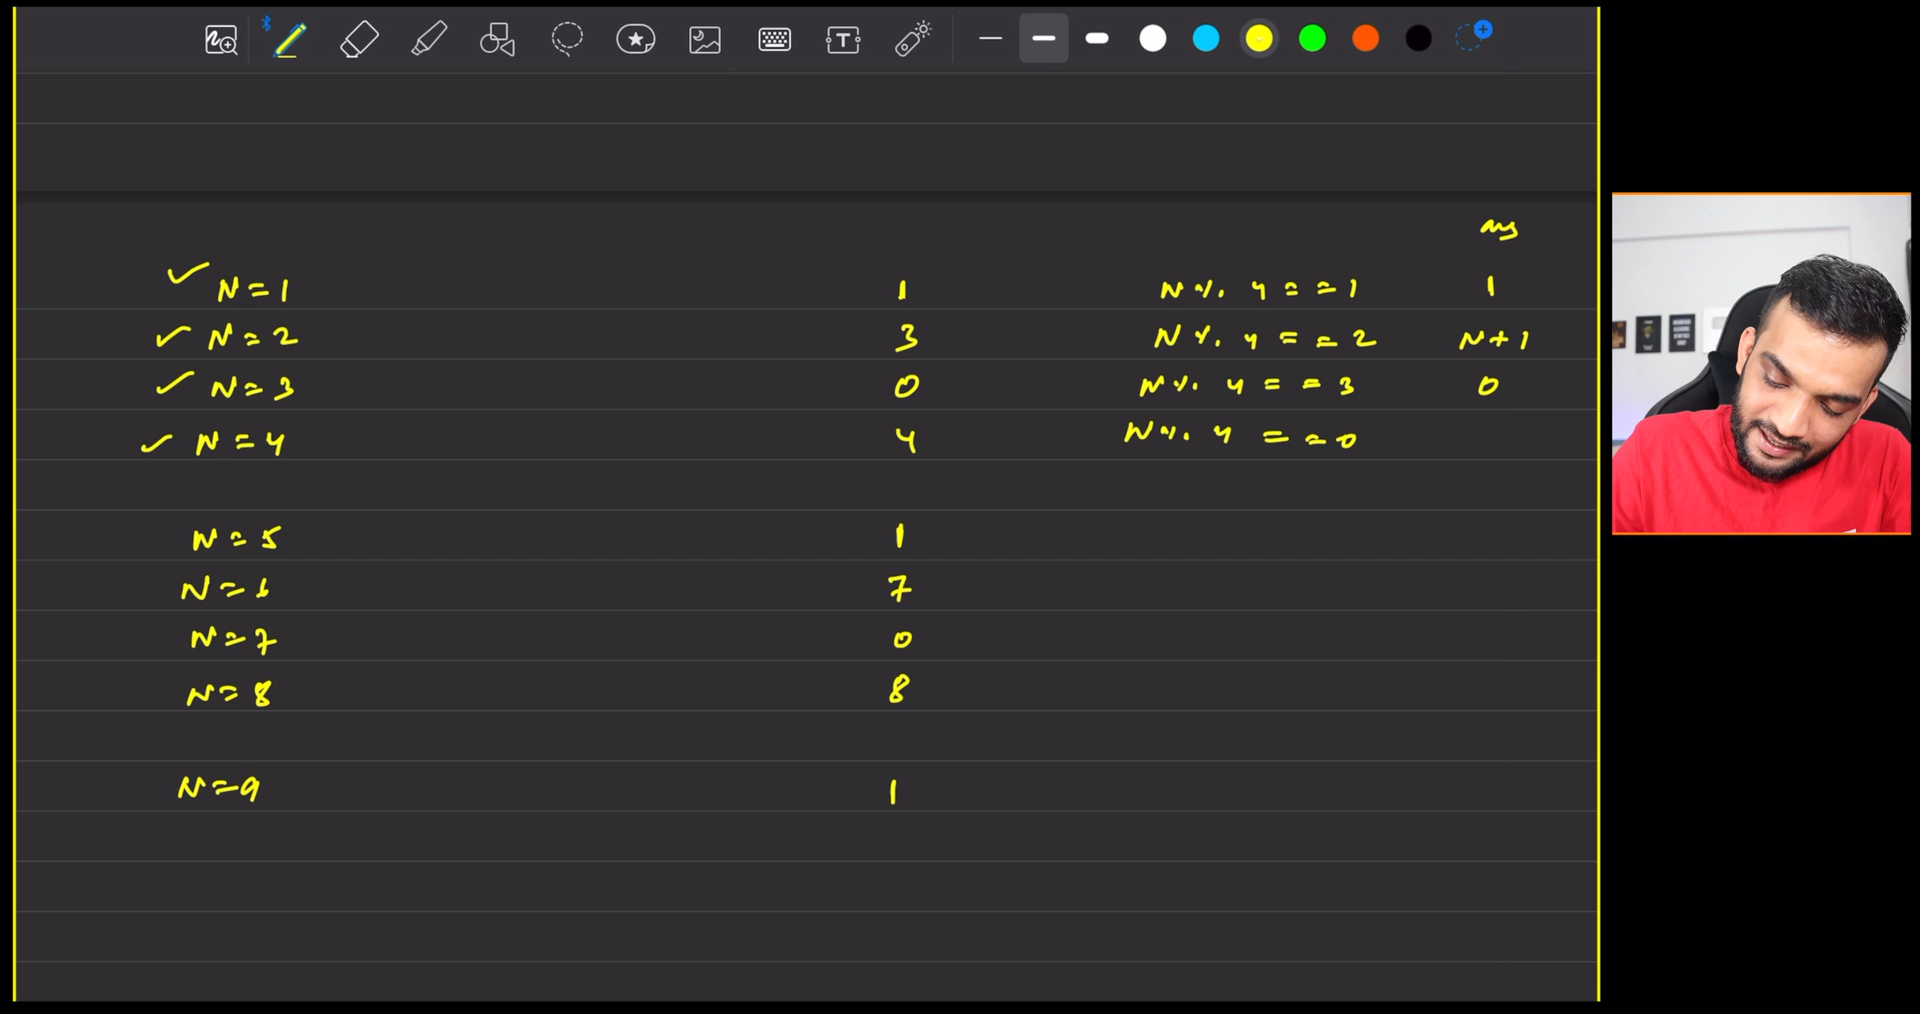 ans
N=1 1 N%4==1 1
N=2 3 N%4==2 N+1
N=3 0 N%4==3 0
N=4 4 N%4==0
N=5 1
N=6 7
N=7 0
N=8 8
N=9 1